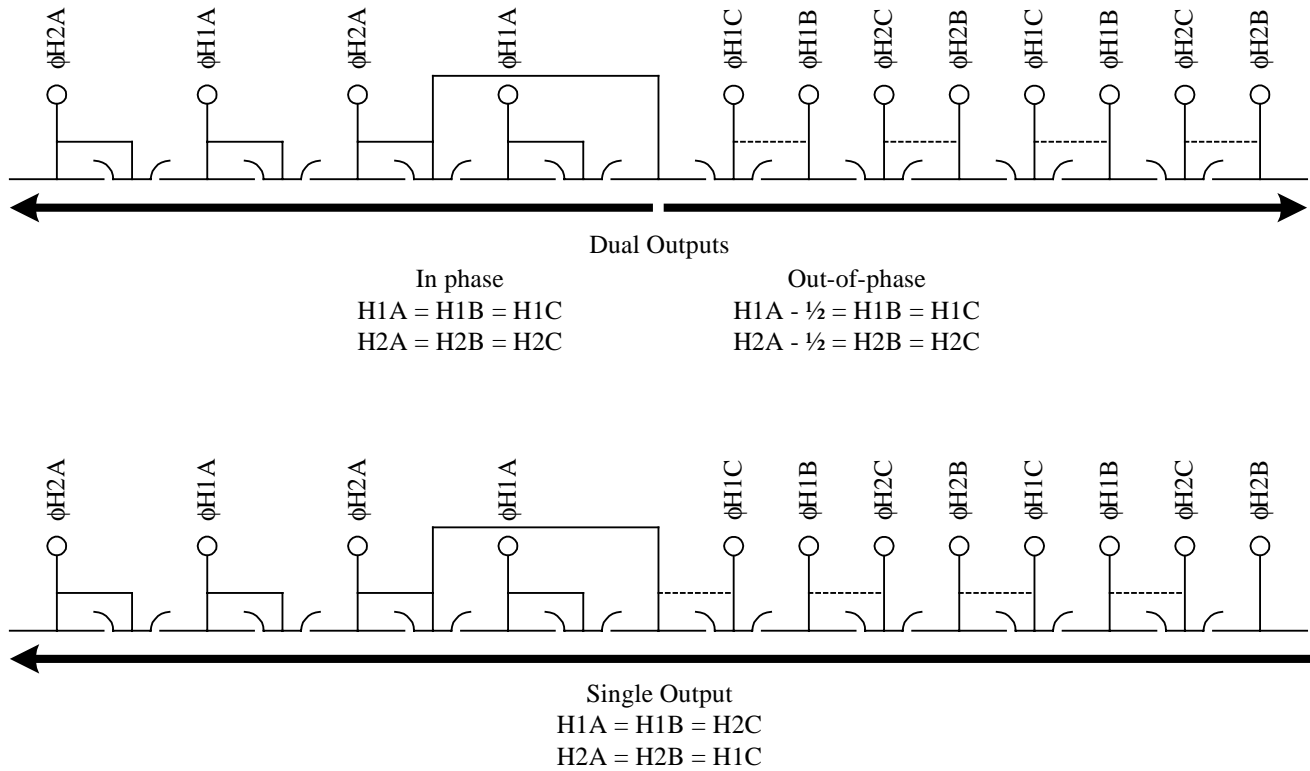 ϕH2A ϕH1A ϕH2A ϕH1A ϕH1C ϕH1B ϕH2C ϕH2B ϕH1C ϕH1B ϕH2C ϕH2B
Dual Outputs
In phase
H1A = H1B = H1C
H2A = H2B = H2C
Out-of-phase
H1A - ½ = H1B = H1C
H2A - ½ = H2B = H2C
ϕH2A ϕH1A ϕH2A ϕH1A ϕH1C ϕH1B ϕH2C ϕH2B ϕH1C ϕH1B ϕH2C ϕH2B
Single Output
H1A = H1B = H2C
H2A = H2B = H1C